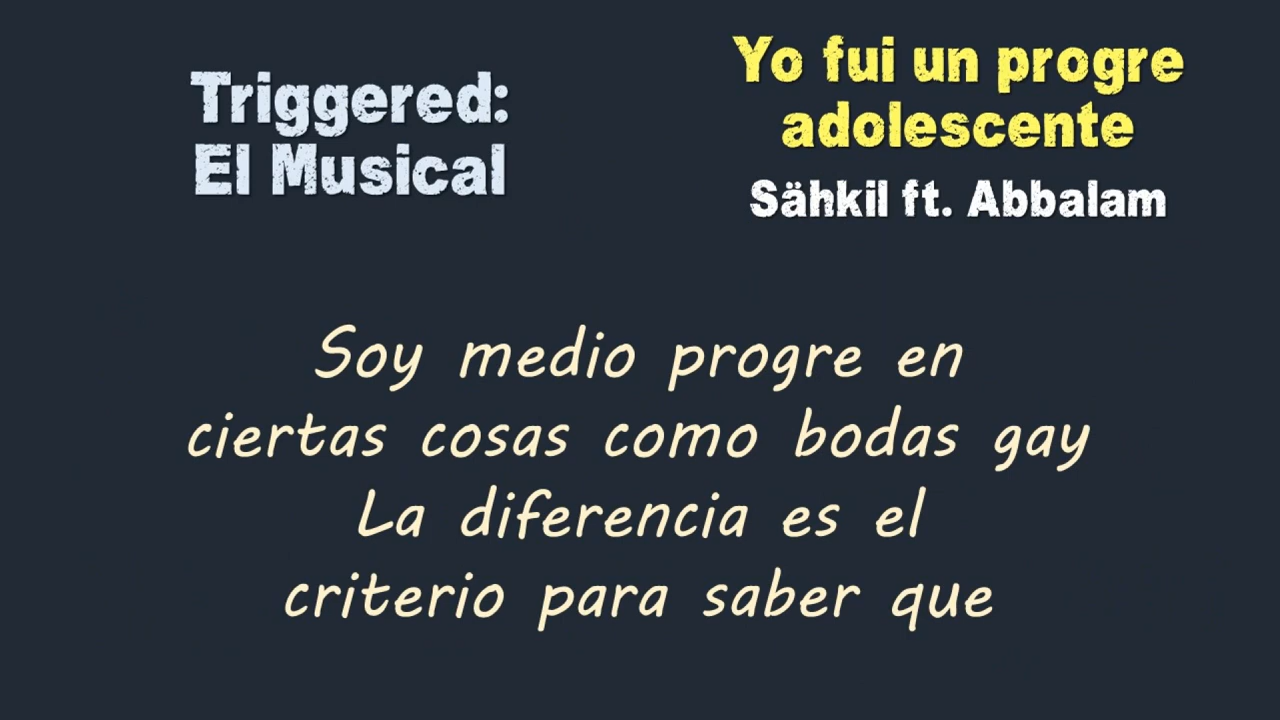 Triggered:
El Musical
Yo fui un progre
adolescente
Sähkil ft. Abbalam
Soy medio progre en
ciertas cosas como bodas gay
La diferencia es el
criterio para saber que